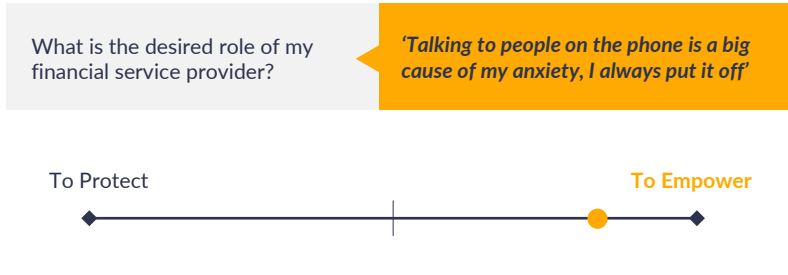 What is the desired role of my
financial service provider?
‘Talking to people on the phone is a big
cause of my anxiety, I always put it off’
To Protect
To Empower